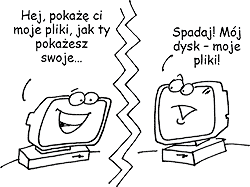 Hej, pokażę ci
moje pliki, jak ty
pokażesz
swoje...
Spadaj! Mój
dysk – moje
pliki!